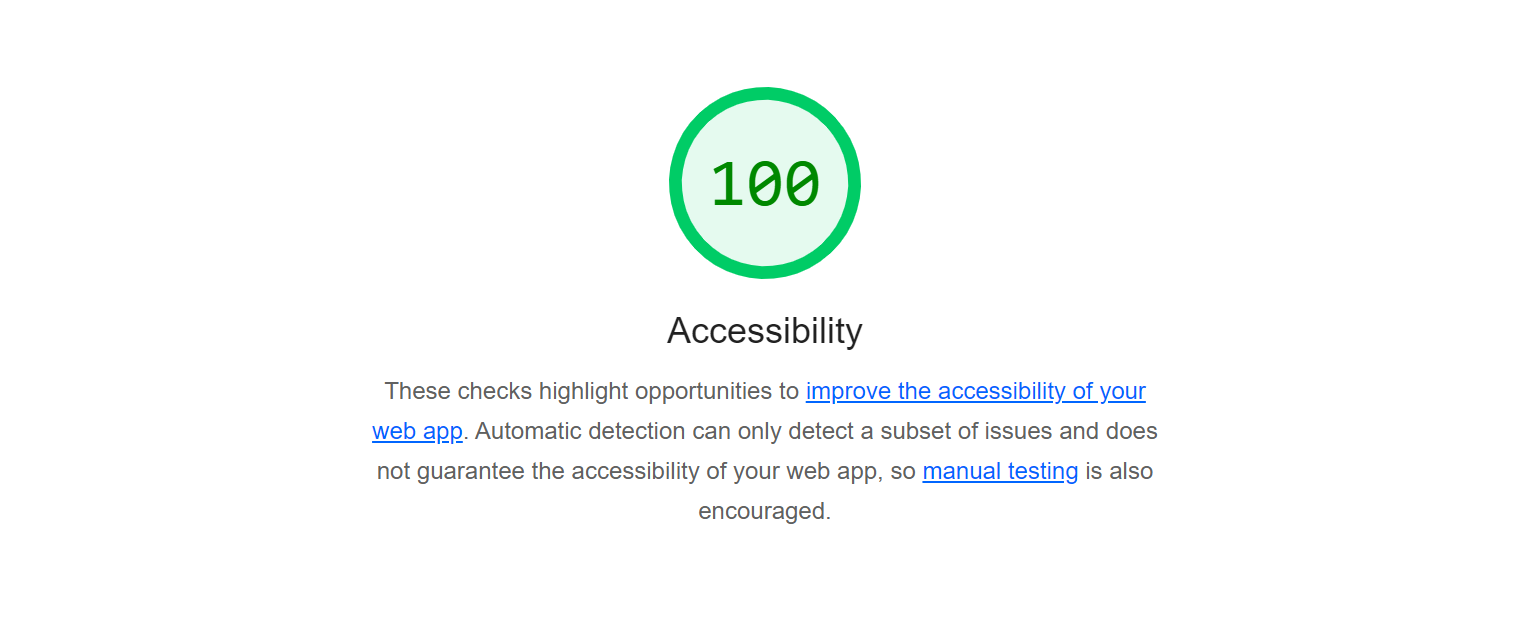 100
Accessibility
These checks highlight opportunities to improve the accessibility of your
web app. Automatic detection can only detect a subset of issues and does
not guarantee the accessibility of your web app, so manual testing is also
encouraged.